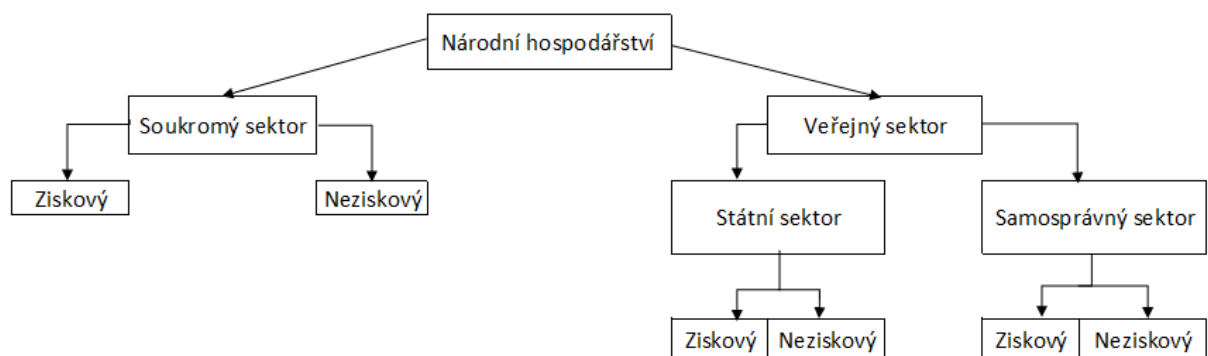 Národní hospodářství
Soukromý sektor
Veřejný sektor
Ziskový
Neziskový
Státní sektor
Samosprávný sektor
Ziskový
Neziskový
Ziskový
Neziskový